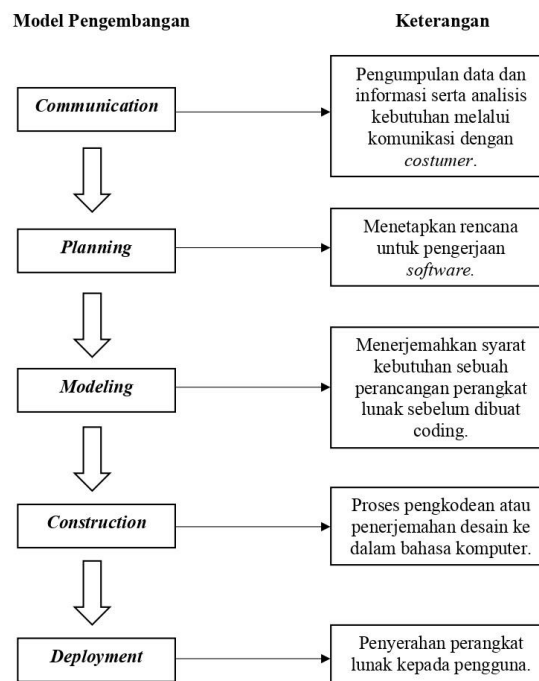 Model Pengembangan
Keterangan
Communication
Pengumpulan data dan
informasi serta analisis
kebutuhan melalui
komunikasi dengan
costumer.
Planning
Menetapkan rencana
untuk pengerjaan
software.
Modeling
Menerjemahkan syarat
kebutuhan sebuah
perancangan perangkat
lunak sebelum dibuat
coding.
Construction
Proses pengkodean atau
penerjemahan desain ke
dalam bahasa komputer.
Deployment
Penyerahan perangkat
lunak kepada pengguna.